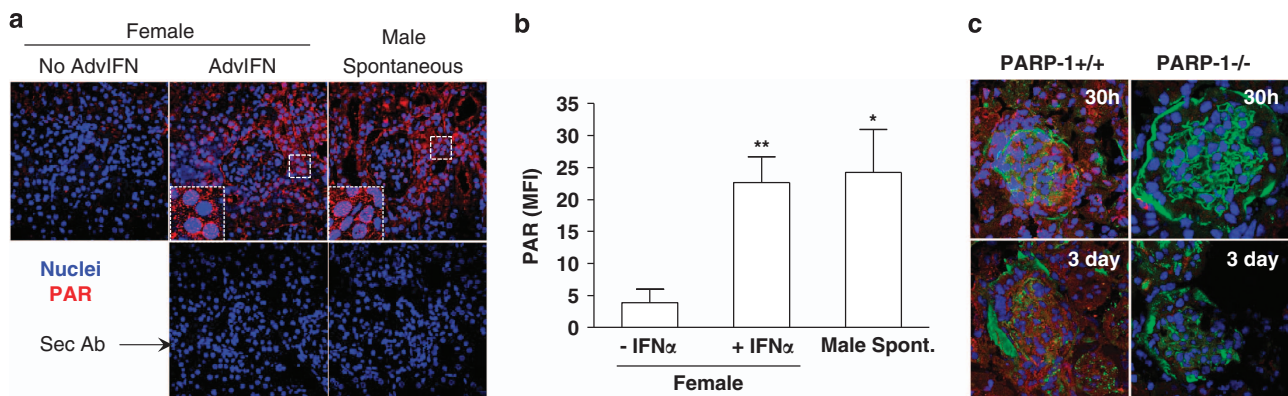 a
Female
Male
No AdvIFN
AdvIFN
Spontaneous
Nuclei
PAR
Sec Ab
b
PAR (MFI)
35
30
25
20
15
10
5
0
**
*
- IFNα
+ IFNα
Male Spont.
Female
c
PARP-1+/+
PARP-1-/-
30h
30h
3 day
3 day